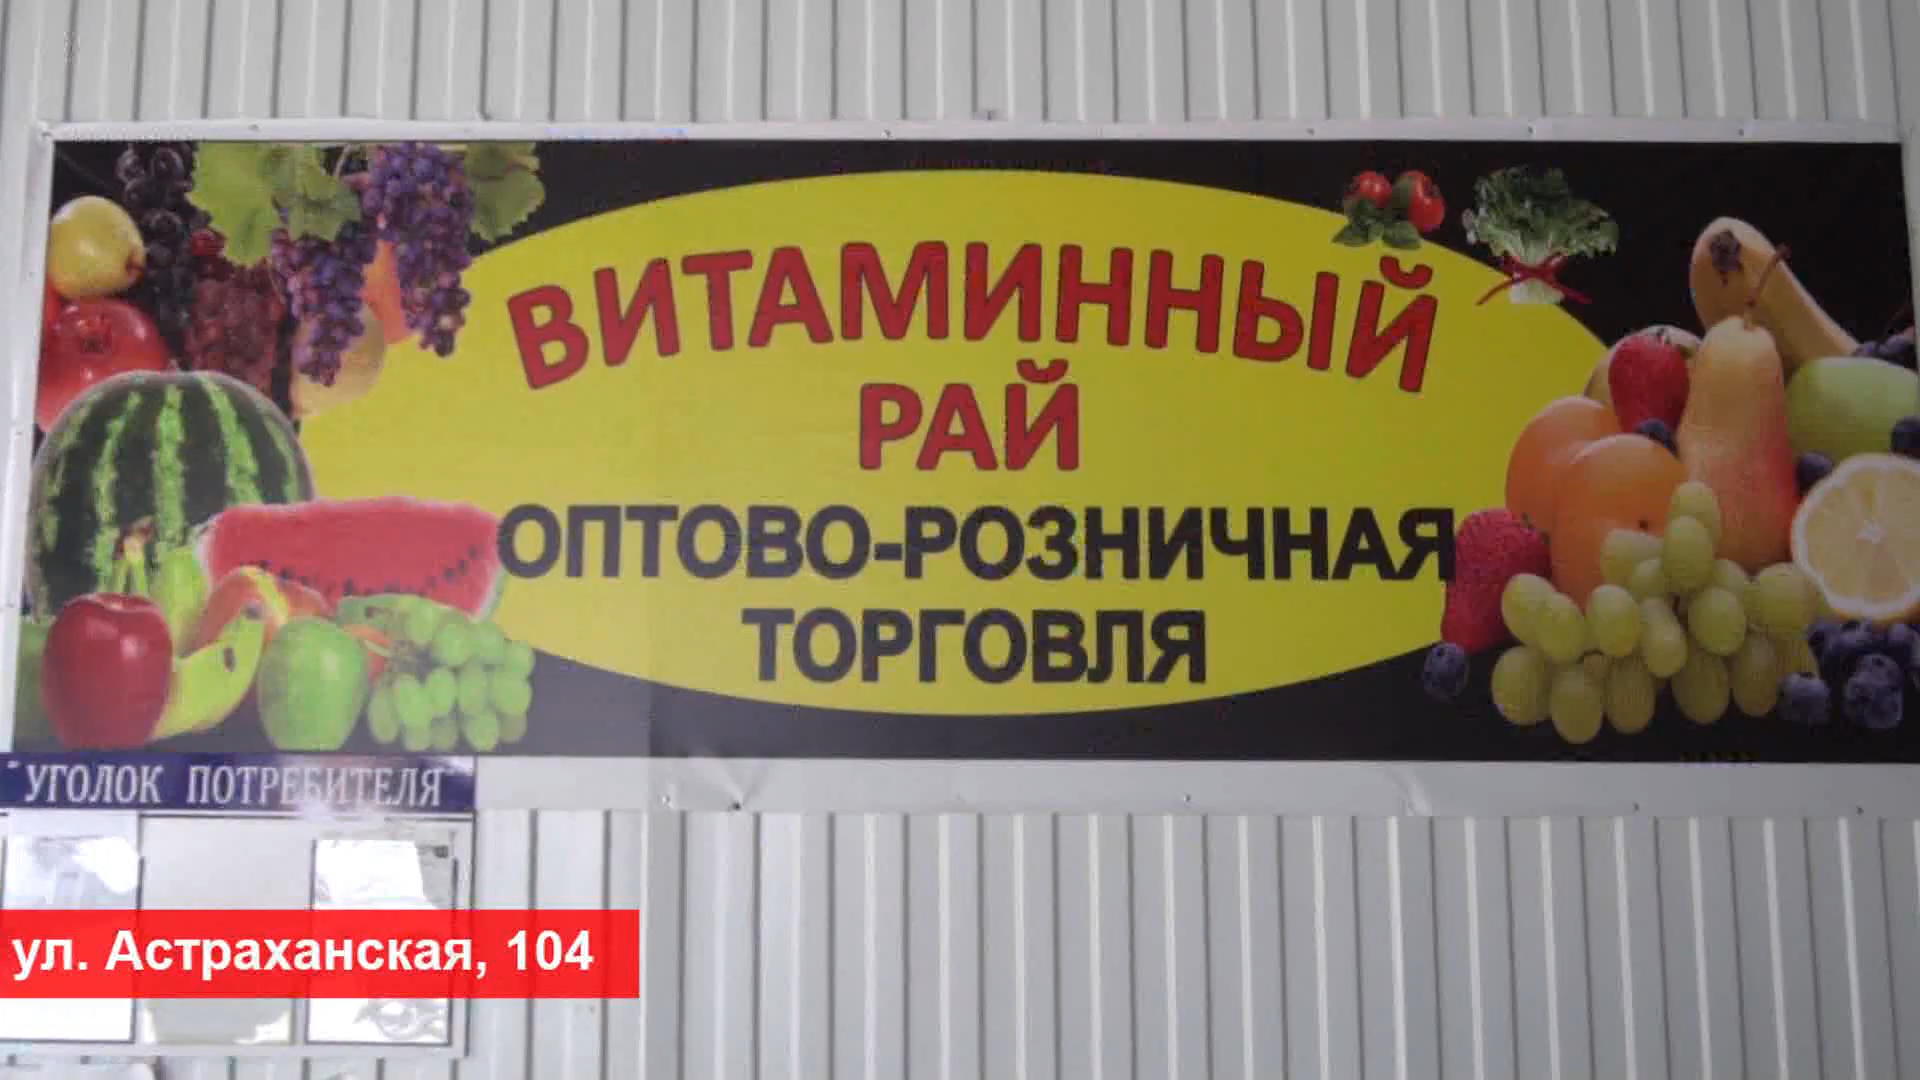 ВИТАМИННЫЙ
РАЙ
ОПТОВО-РОЗНИЧНАЯ
ТОРГОВЛЯ
УГОЛОК ПОТРЕБИТЕЛЯ
ул. Астраханская, 104